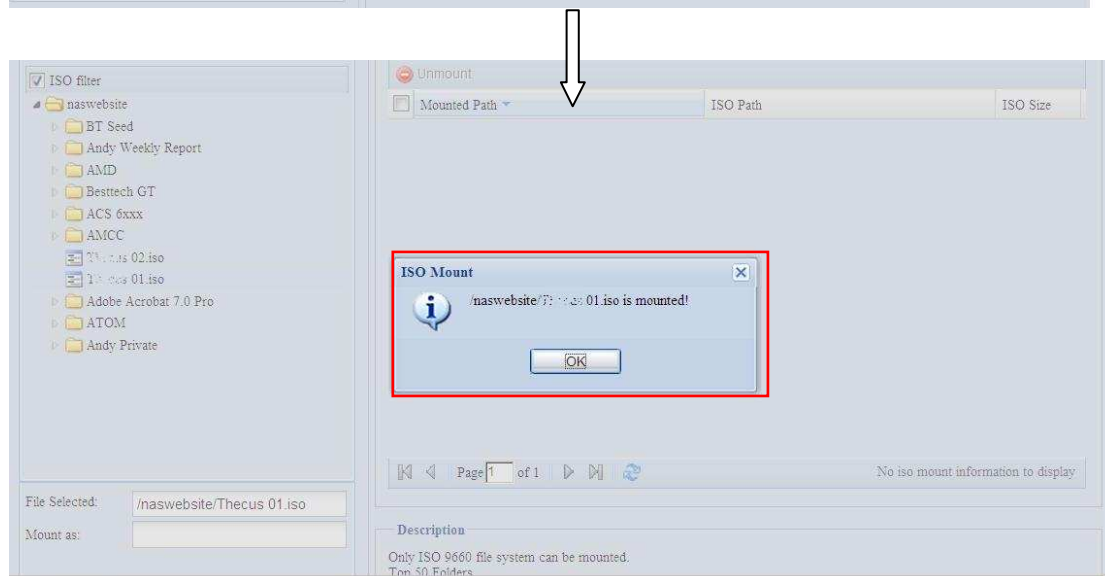 ISO filter
naswebsite
BT Seed
Andy Weekly Report
AMD
Besttech GT
ACS 6xxx
AMCC
02.iso
01.iso
Adobe Acrobat 7.0 Pro
ATOM
Andy Private
File Selected: /naswebsite/Thecus 01.iso
Mount as:
Unmount
Mounted Path ISO Path ISO Size
ISO Mount
/naswebsite/ 01.iso is mounted!
OK
Page 1 of 1 No iso mount information to display
Description
Only ISO 9660 file system can be mounted.
Top 50 Folders